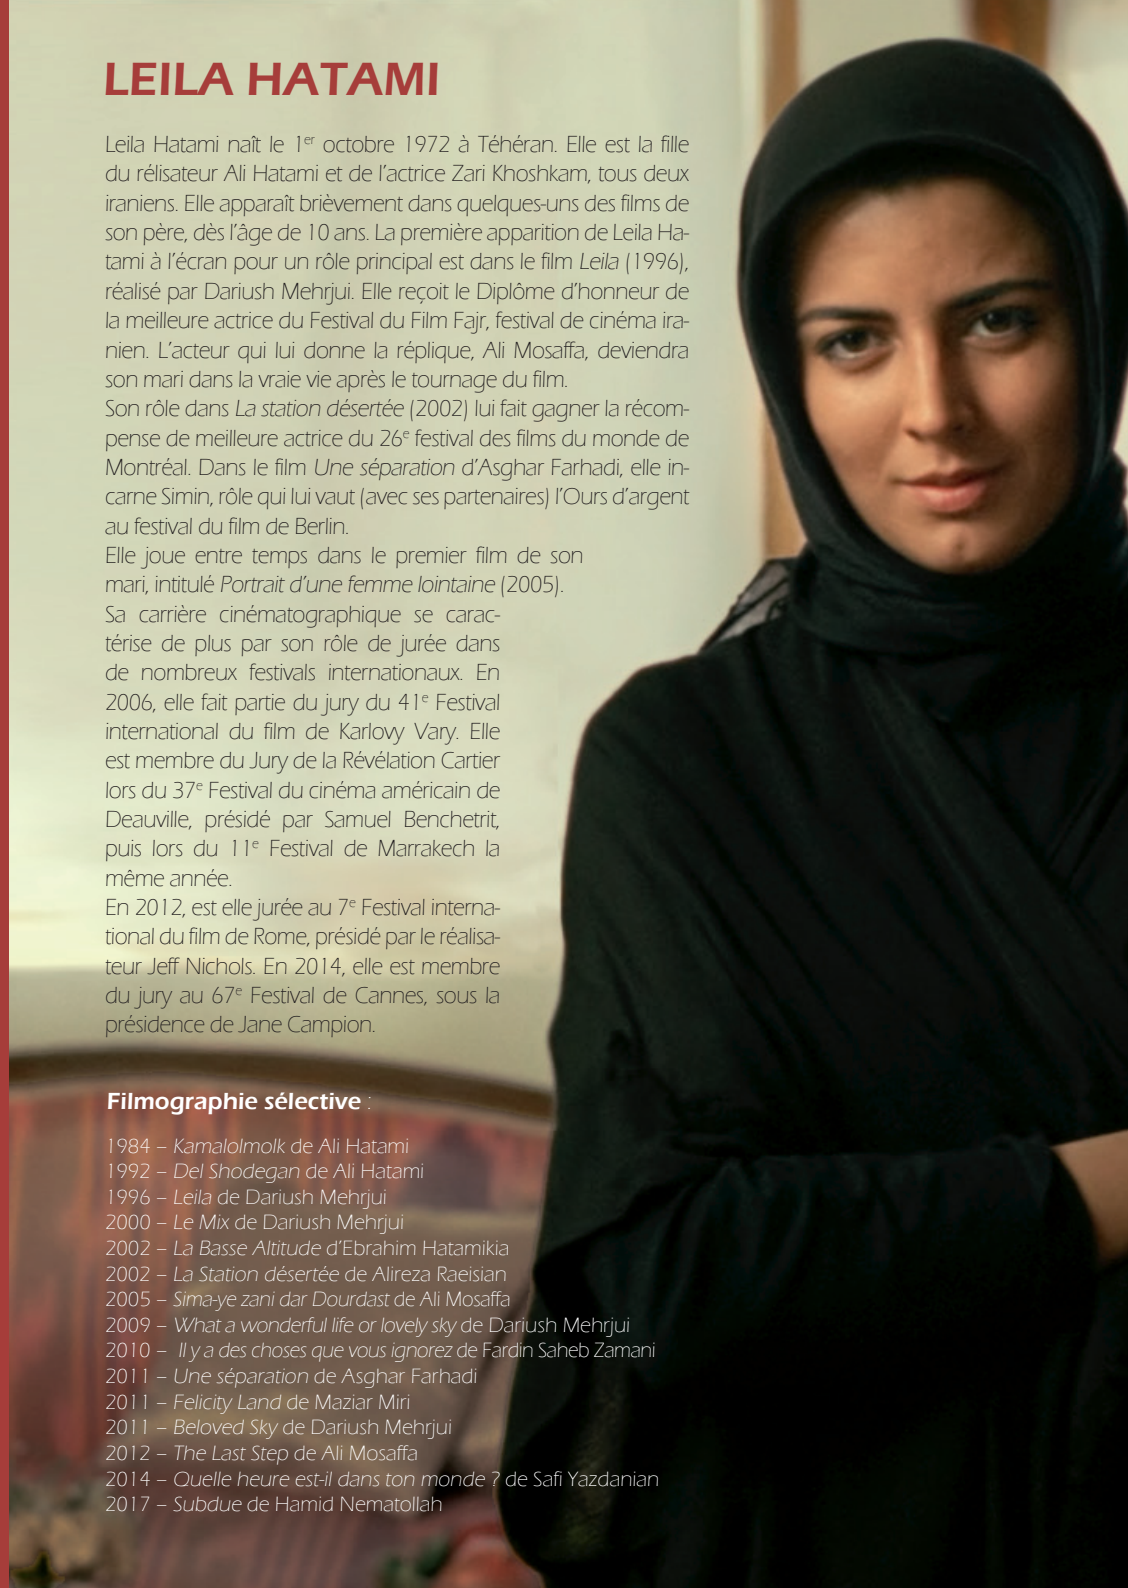 LEILA HATAMI
Leila Hatami naît le 1er octobre 1972 à Téhéran. Elle est la fille
du rélisateur Ali Hatami et de l'actrice Zari Khoshkam, tous deux
iraniens. Elle apparaît brièvement dans quelques-uns des films de
son père, dès l'âge de 10 ans. La première apparition de Leila Ha-
tami à l'écran pour un rôle principal est dans le film Leila (1996),
réalisé par Dariush Mehrjui. Elle reçoit le Diplôme d'honneur de
la meilleure actrice du Festival du Film Fajr, festival de cinéma ira-
nien. L'acteur qui lui donne la réplique, Ali Mosaffa, deviendra
son mari dans la vraie vie après le tournage du film.
Son rôle dans La station désertée (2002) lui fait gagner la récom-
pense de meilleure actrice du 26e festival des films du monde de
Montréal. Dans le film Une séparation d'Asghar Farhadi, elle in-
carne Simin, rôle qui lui vaut (avec ses partenaires) l'Ours d'argent
au festival du film de Berlin.
Elle joue entre temps dans le premier film de son
mari, intitulé Portrait d'une femme lointaine (2005).
Sa carrière cinématographique se carac-
térise de plus par son rôle de jurée dans
de nombreux festivals internationaux. En
2006, elle fait partie du jury du 41e Festival
international du film de Karlovy Vary. Elle
est membre du Jury de la Révélation Cartier
lors du 37e Festival du cinéma américain de
Deauville, présidé par Samuel Benchetrit,
puis lors du 11e Festival de Marrakech la
même année.
En 2012, est elle jurée au 7e Festival interna-
tional du film de Rome, présidé par le réalisa-
teur Jeff Nichols. En 2014, elle est membre
du jury au 67e Festival de Cannes, sous la
présidence de Jane Campion.
Filmographie sélective :
1984 – Kamalolmolk de Ali Hatami
1992 – Del Shodegan de Ali Hatami
1996 – Leila de Dariush Mehrjui
2000 – Le Mix de Dariush Mehrjui
2002 – La Basse Altitude d'Ebrahim Hatamikia
2002 – La Station désertée de Alireza Raeisian
2005 – Sima-ye zani dar Dourdast de Ali Mosaffa
2009 – What a wonderful life or lovely sky de Dariush Mehrjui
2010 – Il y a des choses que vous ignorez de Fardin Saheb Zamani
2011 – Une séparation de Asghar Farhadi
2011 – Felicity Land de Maziar Miri
2011 – Beloved Sky de Dariush Mehrjui
2012 – The Last Step de Ali Mosaffa
2014 – Quelle heure est-il dans ton monde ? de Safi Yazdanian
2017 – Subdue de Hamid Nematollah